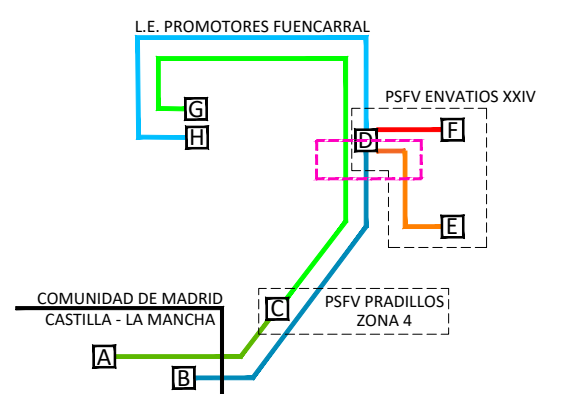 L.E. PROMOTORES FUENCARRAL
PSFV ENVATIOS XXIV
G
H
D
F
E
COMUNIDAD DE MADRID
CASTILLA - LA MANCHA
C
PSFV PRADILLOS
ZONA 4
A
B